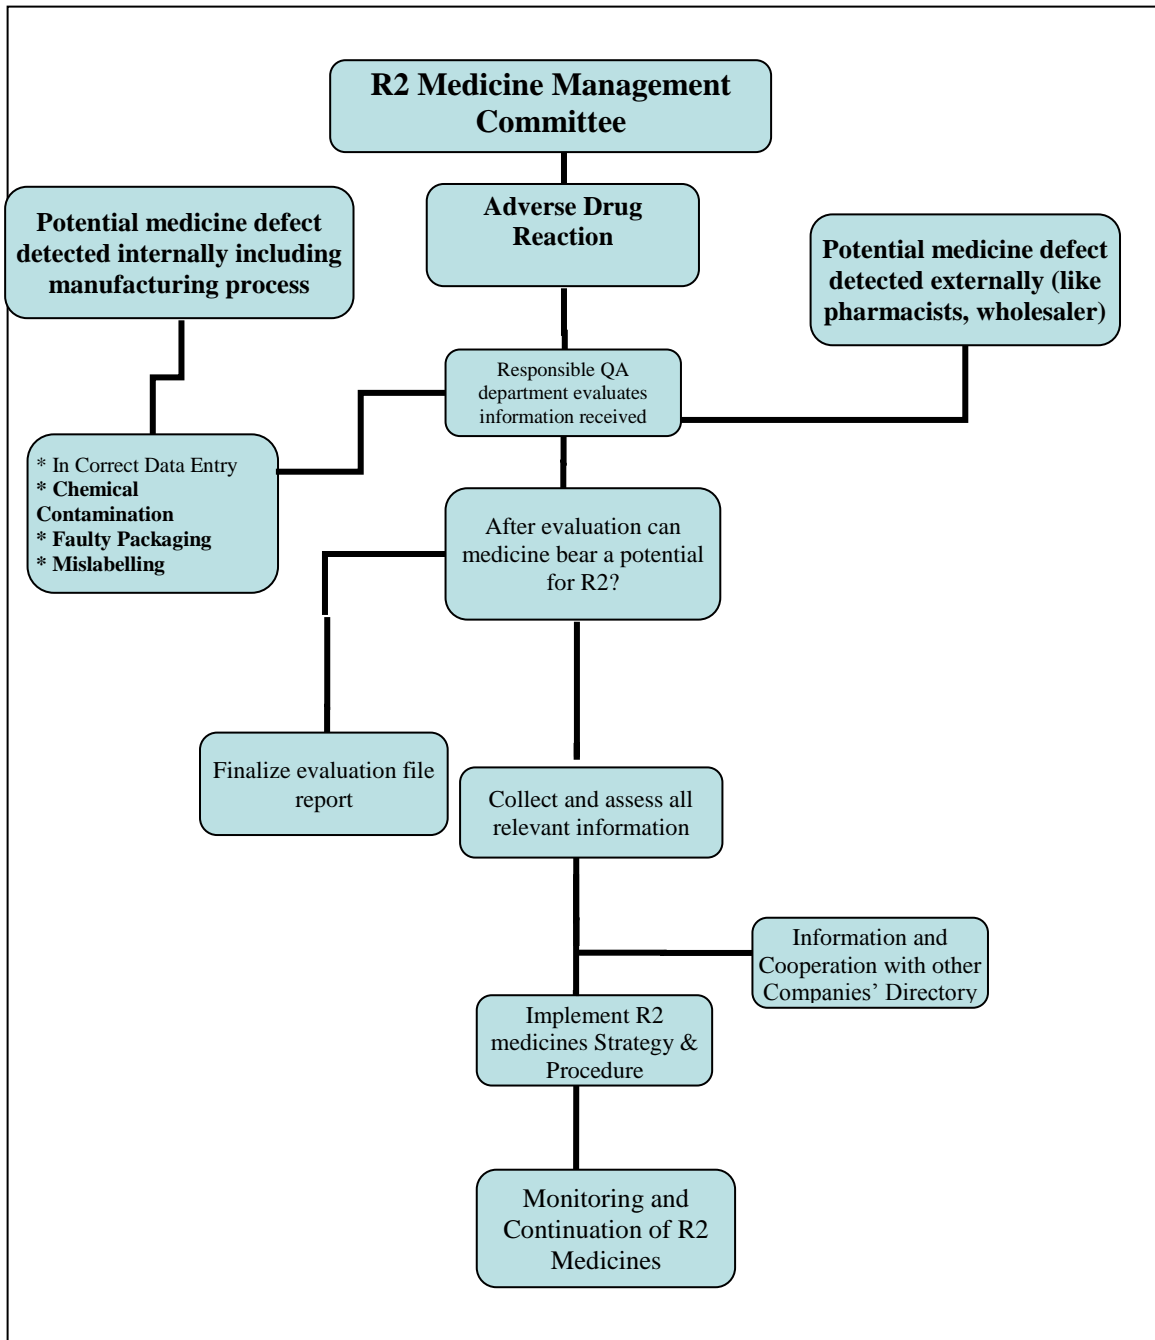 R2 Medicine Management
Committee
Adverse Drug
Reaction
Potential medicine defect
detected internally including
manufacturing process
Potential medicine defect
detected externally (like
pharmacists, wholesaler)
Responsible QA
department evaluates
information received
* In Correct Data Entry
* Chemical
Contamination
* Faulty Packaging
* Mislabelling
After evaluation can
medicine bear a potential
for R2?
Finalize evaluation file
report
Collect and assess all
relevant information
Information and
Cooperation with other
Companies’ Directory
Implement R2
medicines Strategy &
Procedure
Monitoring and
Continuation of R2
Medicines